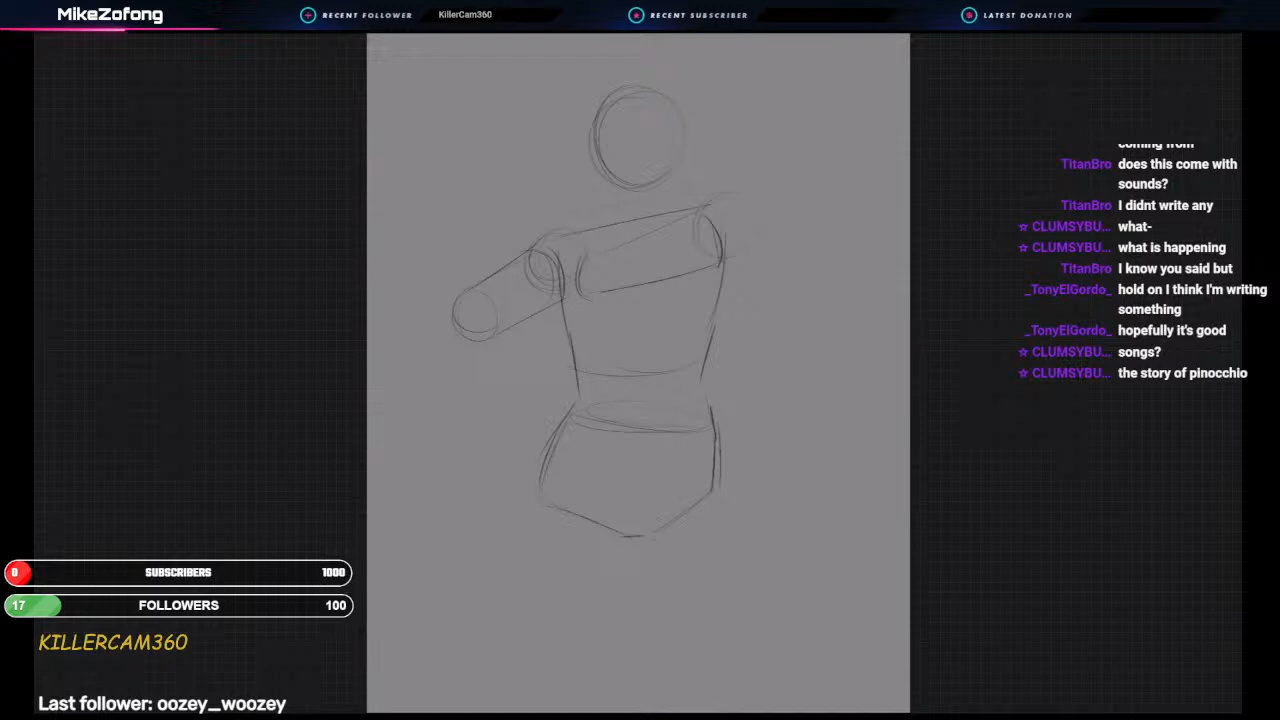 MikeZofong
RECENT FOLLOWER KillerCam360
RECENT SUBSCRIBER
LATEST DONATION
coming from
TitanBro does this come with
sounds?
TitanBro I didnt write any
☆ CLUMSYBU... what-
☆ CLUMSYBU... what is happening
TitanBro I know you said but
_TonyElGordo_ hold on I think I'm writing
something
_TonyElGordo_ hopefully it's good
☆ CLUMSYBU... songs?
☆ CLUMSYBU... the story of pinocchio
0 SUBSCRIBERS 1000
17 FOLLOWERS 100
KILLERCAM360
Last follower: oozey_woozey